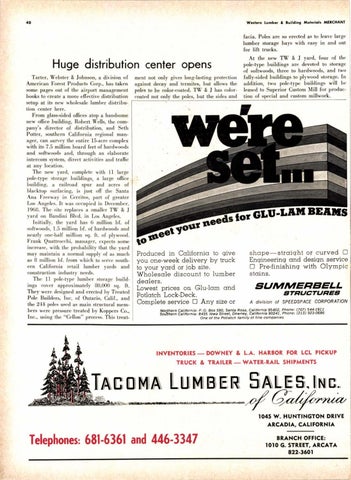 40
Western Lumber & Building Materials MERCHANT
Huge distribution center opens
Tarter, Webster & Johnson, a division of
American Forest Products Corp., has taken
some pages out of the airport management
books to create a many effective distribution
setup at its new wholesale lumber distribu-
tion center here.
From glass-sided offices atop a handsome
new office building, Robert Wells, the com-
pany's director of distribution, and Seth
Potter, southern California regional man-
ager, can survey the entire 15-acre complex
with its 7.5 million board feet of hardwoods
and softwoods and, through an elaborate
intercom system, direct activities and traffic
at any location.
The new yard, complete with 11 large
pole-type storage buildings, a large office
building, a railroad spur and acres of
blacktop surfacing, is just off the Santa
Ana Freeway in Cerritos, part of greater
Los Angeles. It was occupied in December,
1968. The site replaces a smaller TW & J
yard on Bandini Blvd. in Los Angeles.
Initially, the yard has 6 million bf. of
softwoods, 1.5 million bf. of hardwoods and
nearly one-half million sq. ft. of plywood.
Frank Quattrocchi, manager, expects some
increase, with the probability that the yard
may maintain a normal supply of as much
as 8 million bf. from which to serve south-
ern California retail lumber yards and
construction industry needs.
The 11 pole-type lumber storage build-
ings cover approximately 89,000 sq. ft.
They were designed and erected by Treated
Pole Builders, Inc. of Ontario, Calif., and
the 244 poles used as main structural mem-
bers were pressure treated by Koppers Co.,
Inc., using the "Cellon" process. This treat-
ment not only gives long-lasting protection
against decay and termites, but allows the
poles to be color-coated. TW & J has color-
coated not only the poles, but the sides and
facia. Poles are so erected as to leave large
lumber storage bays with easy in and out
for lift trucks.
At the new TW & J yard, four of the
pole-type buildings are devoted to storage
of softwoods, three to hardwoods, and two
fully-sided buildings to plywood storage. In
addition, two pole-type buildings will be
leased to Superior Custom Mill for produc-
tion of special and custom millwork.
we're
set...
to meet your needs for GLU-LAM BEAMS
Produced in California to give
you one-week delivery by truck
to your yard or job site.
Wholesale discount to lumber
dealers.
Lowest prices on Glu-lam and
Potlatch Lock-Deck.
Complete service □ Any size or
shape—straight or curved □
Engineering and design service
□ Pre-finishing with Olympic
stains.
SUMMERBELL
STRUCTURES
A division of SPEEDSPACE CORPORATION
One of the Potlatch family of fine companies.
INVENTORIES — DOWNEY & L.A. HARBOR FOR LCL PICKUP
TRUCK & TRAILER — WATER-RAIL SHIPMENTS
TACOMA LUMBER SALES, INC.
of California
1045 W. HUNTINGTON DRIVE
ARCADIA, CALIFORNIA
Telephones: 681-6361 and 446-3347
BRANCH OFFICE:
1010 G. STREET, ARCATA
822-3601